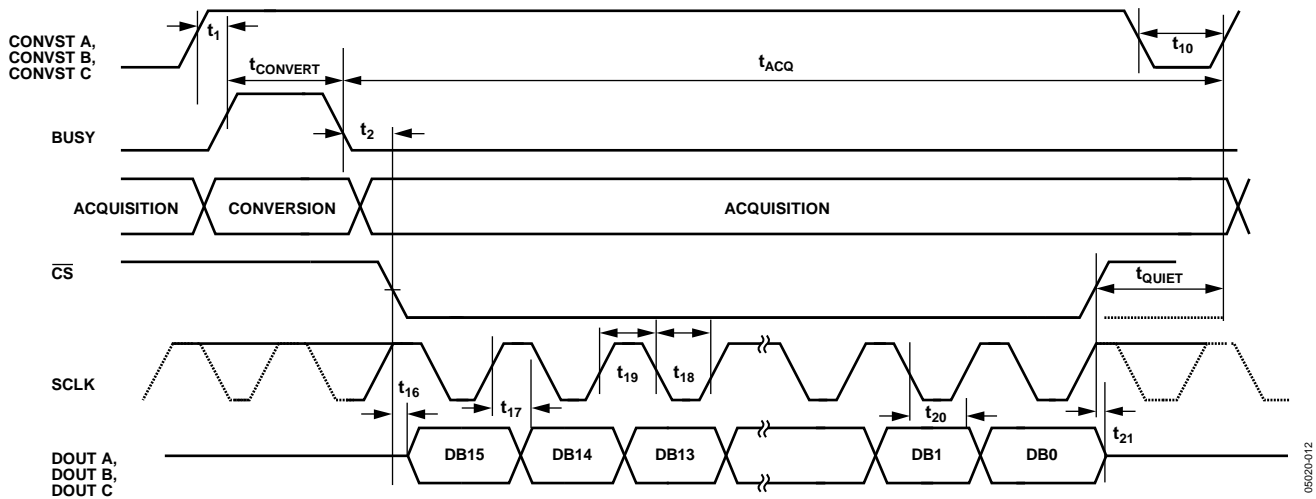 CONVST A,
CONVST B,
CONVST C
t1
tCONVERT
tACQ
t10
BUSY
t2
ACQUISITION
CONVERSION
ACQUISITION
CS
tQUIET
SCLK
t16
t17
t19
t18
t20
t21
DOUT A,
DOUT B,
DOUT C
DB15
DB14
DB13
DB1
DB0
05020-012